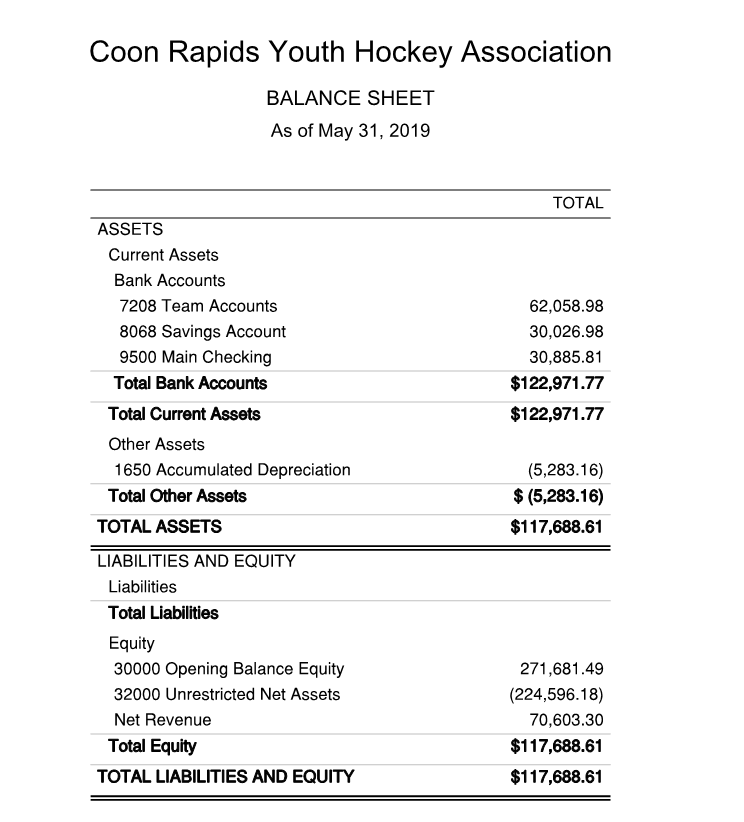 Coon Rapids Youth Hockey Association
BALANCE SHEET
As of May 31, 2019
TOTAL
ASSETS
Current Assets
Bank Accounts
7208 Team Accounts 62,058.98
8068 Savings Account 30,026.98
9500 Main Checking 30,885.81
Total Bank Accounts $122,971.77
Total Current Assets $122,971.77
Other Assets
1650 Accumulated Depreciation (5,283.16)
Total Other Assets $ (5,283.16)
TOTAL ASSETS $117,688.61
LIABILITIES AND EQUITY
Liabilities
Total Liabilities
Equity
30000 Opening Balance Equity 271,681.49
32000 Unrestricted Net Assets (224,596.18)
Net Revenue 70,603.30
Total Equity $117,688.61
TOTAL LIABILITIES AND EQUITY $117,688.61